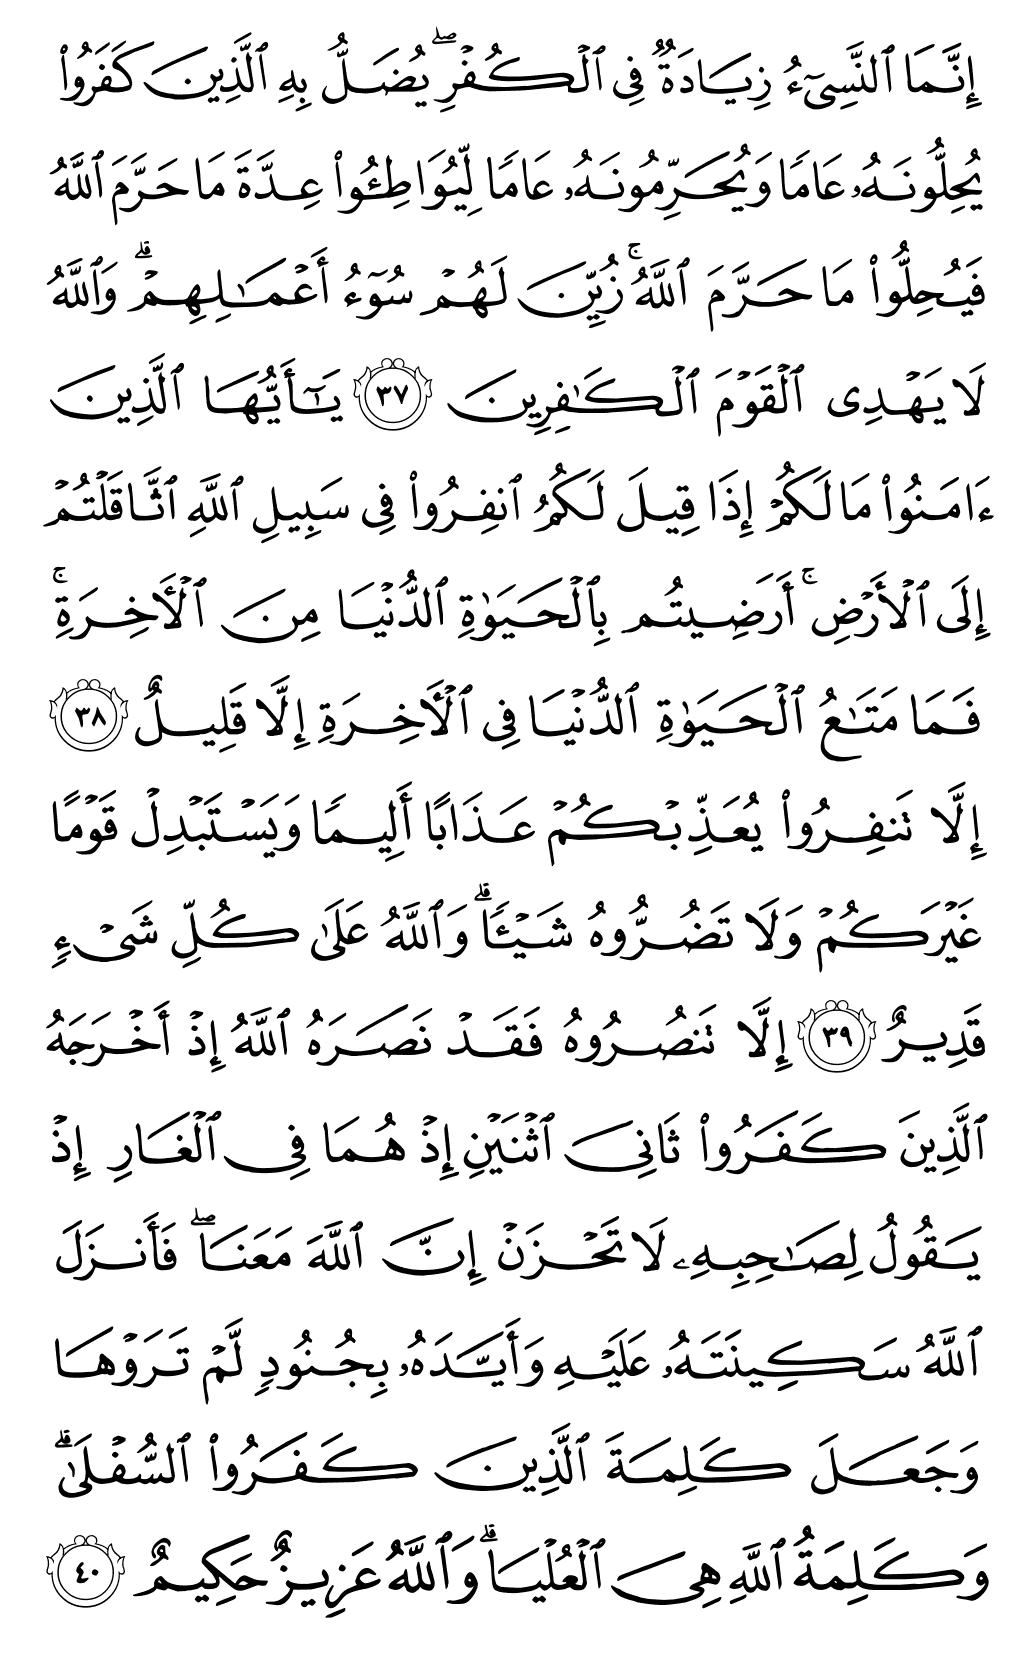 إِنَّمَا ٱلنَّسِىٓءُ زِيَادَةٌ فِى ٱلْكُفْرِ ۖ يُضَلُّ بِهِ ٱلَّذِينَ كَفَرُوا۟
يُحِلُّونَهُۥ عَامًا وَيُحَرِّمُونَهُۥ عَامًا لِّيُوَاطِـُٔوا۟ عِدَّةَ مَا حَرَّمَ ٱللَّهُ
فَيُحِلُّوا۟ مَا حَرَّمَ ٱللَّهُ ۚ زُيِّنَ لَهُمْ سُوٓءُ أَعْمَـٰلِهِمْ ۗ وَٱللَّهُ
لَا يَهْدِى ٱلْقَوْمَ ٱلْكَـٰفِرِينَ ٣٧ يَـٰٓأَيُّهَا ٱلَّذِينَ
ءَامَنُوا۟ مَا لَكُمْ إِذَا قِيلَ لَكُمُ ٱنفِرُوا۟ فِى سَبِيلِ ٱللَّهِ ٱثَّاقَلْتُمْ
إِلَى ٱلْأَرْضِ ۚ أَرَضِيتُم بِٱلْحَيَوٰةِ ٱلدُّنْيَا مِنَ ٱلْـَٔاخِرَةِ ۚ
فَمَا مَتَـٰعُ ٱلْحَيَوٰةِ ٱلدُّنْيَا فِى ٱلْـَٔاخِرَةِ إِلَّا قَلِيلٌ ٣٨
إِلَّا تَنفِرُوا۟ يُعَذِّبْكُمْ عَذَابًا أَلِيمًا وَيَسْتَبْدِلْ قَوْمًا
غَيْرَكُمْ وَلَا تَضُرُّوهُ شَيْـًٔا ۗ وَٱللَّهُ عَلَىٰ كُلِّ شَىْءٍ
قَدِيرٌ ٣٩ إِلَّا تَنصُرُوهُ فَقَدْ نَصَرَهُ ٱللَّهُ إِذْ أَخْرَجَهُ
ٱلَّذِينَ كَفَرُوا۟ ثَانِىَ ٱثْنَيْنِ إِذْ هُمَا فِى ٱلْغَارِ إِذْ
يَقُولُ لِصَـٰحِبِهِۦ لَا تَحْزَنْ إِنَّ ٱللَّهَ مَعَنَا ۖ فَأَنزَلَ
ٱللَّهُ سَكِينَتَهُۥ عَلَيْهِ وَأَيَّدَهُۥ بِجُنُودٍ لَّمْ تَرَوْهَا
وَجَعَلَ كَلِمَةَ ٱلَّذِينَ كَفَرُوا۟ ٱلسُّفْلَىٰ ۗ
وَكَلِمَةُ ٱللَّهِ هِىَ ٱلْعُلْيَا ۗ وَٱللَّهُ عَزِيزٌ حَكِيمٌ ٤٠